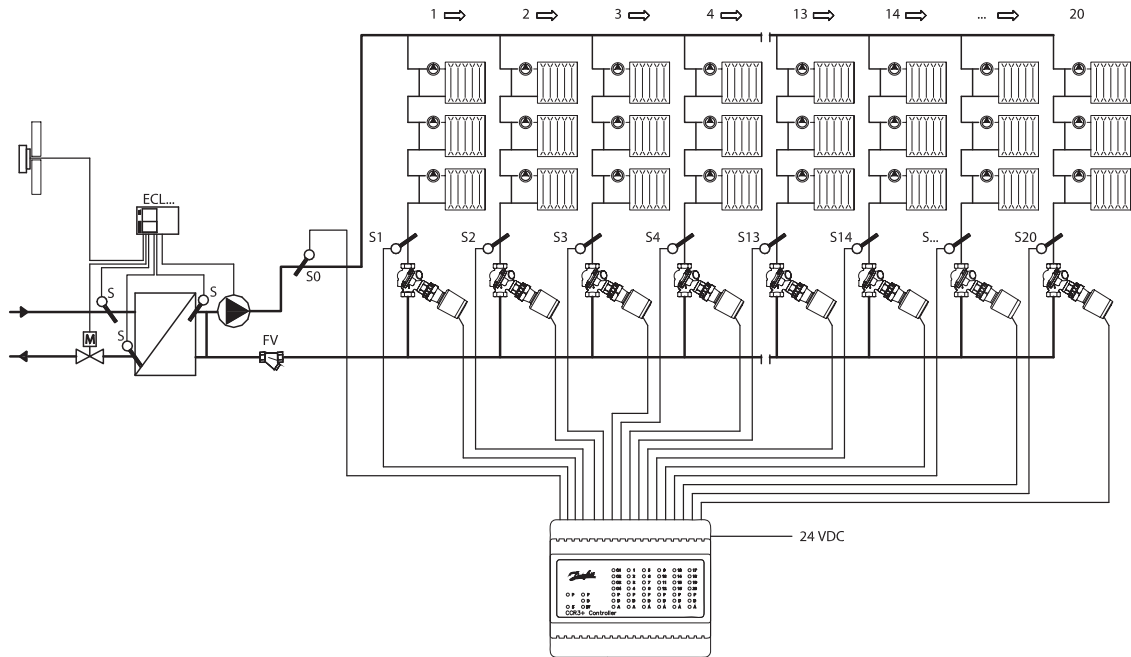 1 2 3 4 13 14 ... 20
ECL...
S0
S1 S2 S3 S4 S13 S14 S... S20
S S
M S
FV
24 VDC
Danfoss
CCR3+ Controller